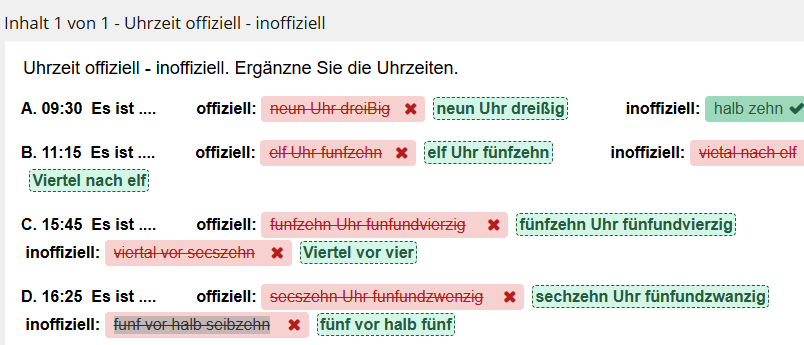 Inhalt 1 von 1 - Uhrzeit offiziell - inoffiziell
Uhrzeit offiziell - inoffiziell. Ergänzne Sie die Uhrzeiten.
A. 09:30 Es ist .... offiziell: neun Uhr dreiBig ✖ neun Uhr dreißig inoffiziell: halb zehn ✔
B. 11:15 Es ist .... offiziell: elf Uhr funfzehn ✖ elf Uhr fünfzehn inoffiziell: vietal nach elf
Viertel nach elf
C. 15:45 Es ist .... offiziell: funfzehn Uhr funfundvierzig ✖ fünfzehn Uhr fünfundvierzig
inoffiziell: viertal vor secszehn ✖ Viertel vor vier
D. 16:25 Es ist .... offiziell: secszehn Uhr funfundzwenzig ✖ sechzehn Uhr fünfundzwanzig
inoffiziell: funf vor halb seibzehn ✖ fünf vor halb fünf